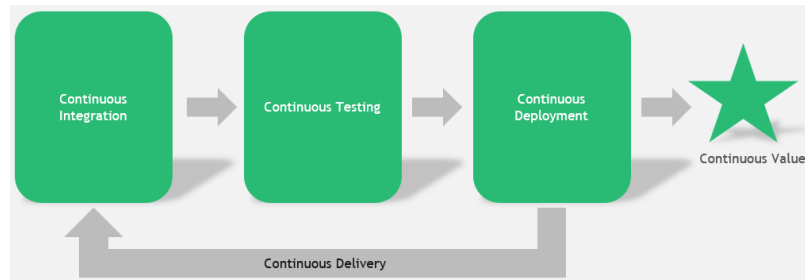 Continuous
Integration
Continuous Testing
Continuous
Deployment
Continuous Value
Continuous Delivery